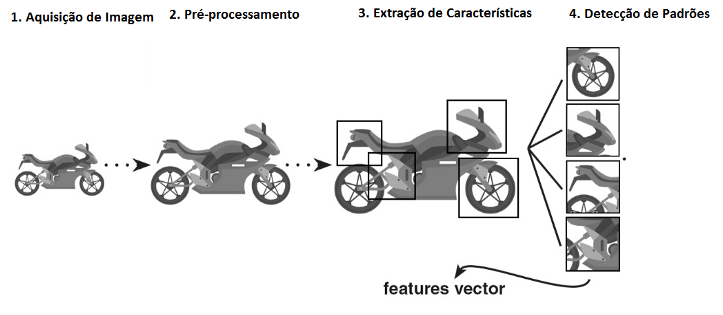 1. Aquisição de Imagem
2. Pré-processamento
3. Extração de Características
4. Detecção de Padrões
features vector